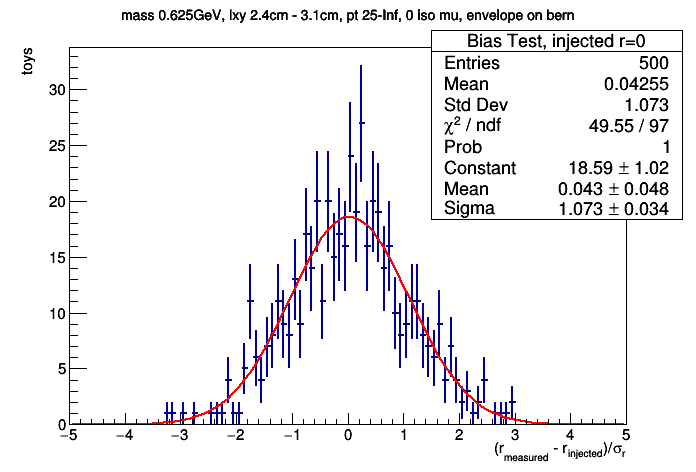 mass 0.625GeV, lxy 2.4cm - 3.1cm, pt 25-Inf, 0 Iso mu, envelope on bern
Bias Test, injected r=0
Entries 500
Mean 0.04255
Std Dev 1.073
χ² / ndf 49.55 / 97
Prob 1
Constant 18.59 ± 1.02
Mean 0.043 ± 0.048
Sigma 1.073 ± 0.034
toys
30
25
20
15
10
5
0
−5 −4 −3 −2 −1 0 1 2 3 4 5
(r_measured - r_injected)/σ_r